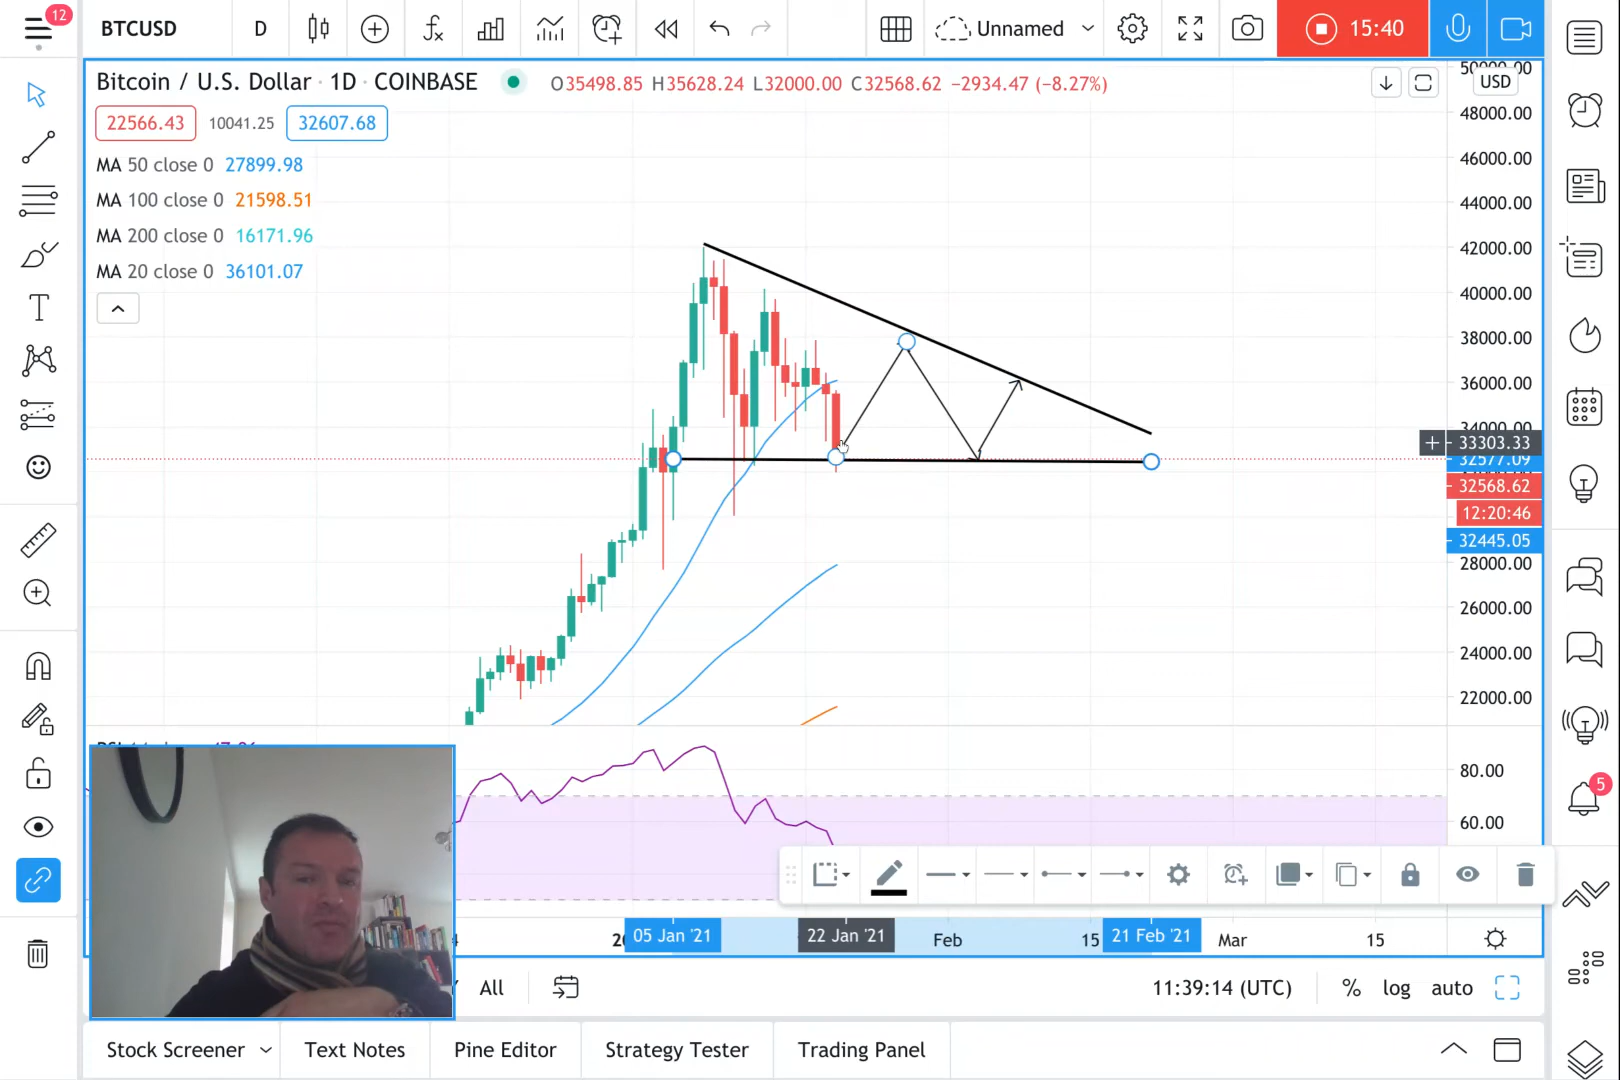 12
BTCUSD
D
fx
Unnamed
15:40
Bitcoin / U.S. Dollar · 1D · COINBASE
O35498.85 H35628.24 L32000.00 C32568.62 −2934.47 (−8.27%)
USD
22566.43
10041.25
32607.68
MA 50 close 0 27899.98
MA 100 close 0 21598.51
MA 200 close 0 16171.96
MA 20 close 0 36101.07
48000.00
46000.00
44000.00
42000.00
40000.00
38000.00
36000.00
34000.00
33303.33
32577.09
32568.62
12:20:46
32445.05
28000.00
26000.00
24000.00
22000.00
80.00
60.00
5
05 Jan '21
22 Jan '21
Feb
15
21 Feb '21
Mar
15
All
11:39:14 (UTC)
%
log
auto
Stock Screener
Text Notes
Pine Editor
Strategy Tester
Trading Panel